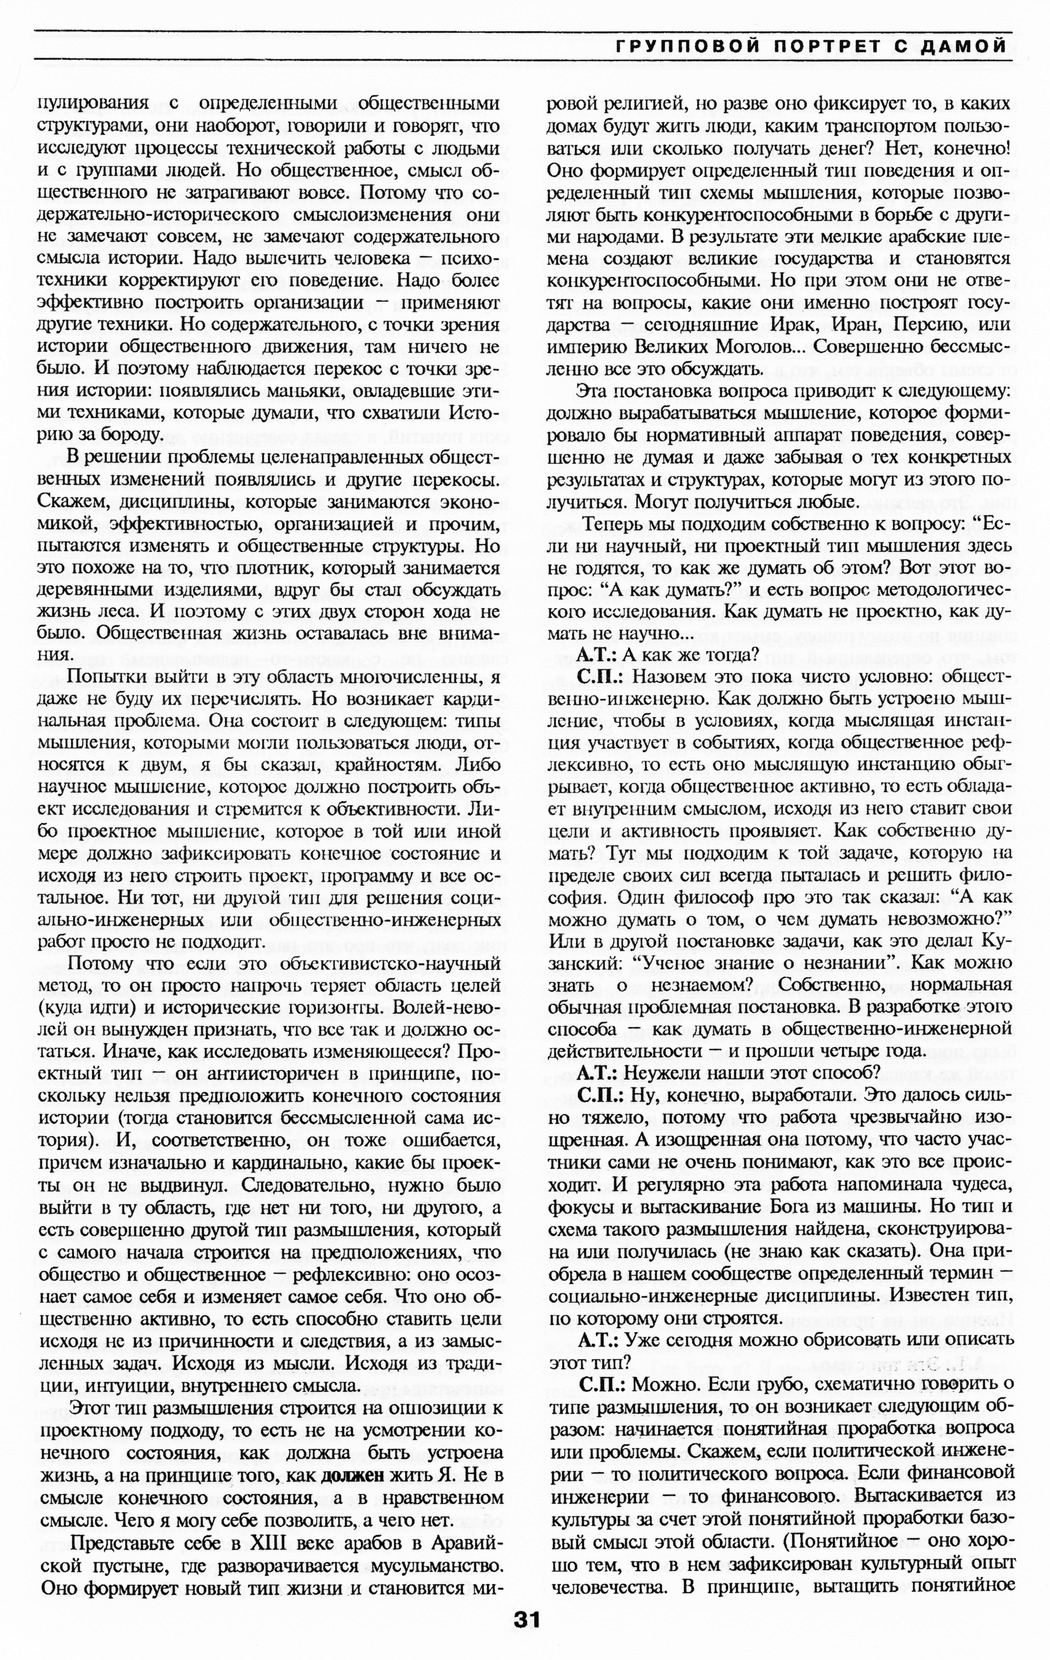 ГРУППОВОЙ ПОРТРЕТ С ДАМОЙ
пулирования с определенными общественными
структурами, они наоборот, говорили и говорят, что
исследуют процессы технической работы с людьми
и с группами людей. Но общественное, смысл об-
щественного не затрагивают вовсе. Потому что со-
держательно-исторического смыслоизменения они
не замечают совсем, не замечают содержательного
смысла истории. Надо вылечить человека — психо-
техники корректируют его поведение. Надо более
эффективно построить организации — применяют
другие техники. Но содержательного, с точки зрения
истории общественного движения, там ничего не
было. И поэтому наблюдается перекос с точки зре-
ния истории: появлялись маньяки, овладевшие эти-
ми техниками, которые думали, что схватили Исто-
рию за бороду.
В решении проблемы целенаправленных общест-
венных изменений появлялись и другие перекосы.
Скажем, дисциплины, которые занимаются эконо-
микой, эффективностью, организацией и прочим,
пытаются изменять и общественные структуры. Но
это похоже на то, что плотник, который занимается
деревянными изделиями, вдруг бы стал обсуждать
жизнь леса. И поэтому с этих двух сторон хода не
было. Общественная жизнь оставалась вне внима-
ния.
Попытки выйти в эту область многочисленны, я
даже не буду их перечислять. Но возникает карди-
нальная проблема. Она состоит в следующем: типы
мышления, которыми могли пользоваться люди, от-
носятся к двум, я бы сказал, крайностям. Либо
научное мышление, которое должно построить объ-
ект исследования и стремится к объективности. Ли-
бо проектное мышление, которое в той или иной
мере должно зафиксировать конечное состояние и
исходя из него строить проект, программу и все ос-
тальное. Ни тот, ни другой тип для решения соци-
ально-инженерных или общественно-инженерных
работ просто не подходит.
Потому что если это объективистско-научный
метод, то он просто напрочь теряет область целей
(куда идти) и исторические горизонты. Волей-нево-
лей он вынужден признать, что все так и должно ос-
таться. Иначе, как исследовать изменяющееся? Про-
ектный тип — он антиисторичен в принципе, по-
скольку нельзя предположить конечного состояния
истории (тогда становится бессмысленной сама ис-
тория). И, соответственно, он тоже ошибается,
причем изначально и кардинально, какие бы проек-
ты он не выдвинул. Следовательно, нужно было
выйти в ту область, где нет ни того, ни другого, а
есть совершенно другой тип размышления, который
с самого начала строится на предположениях, что
общество и общественное — рефлексивно: оно осоз-
нает самое себя и изменяет самое себя. Что оно об-
щественно активно, то есть способно ставить цели
исходя не из причинности и следствия, а из замыс-
ленных задач. Исходя из мысли. Исходя из тради-
ции, интуиции, внутреннего смысла.
Этот тип размышления строится на оппозиции к
проектному подходу, то есть не на усмотрении ко-
нечного состояния, как должна быть устроена
жизнь, а на принципе того, как должен жить Я. Не в
смысле конечного состояния, а в нравственном
смысле. Чего я могу себе позволить, а чего нет.
Представьте себе в XIII веке арабов в Аравий-
ской пустыне, где разворачивается мусульманство.
Оно формирует новый тип жизни и становится ми-
ровой религией, но разве оно фиксирует то, в каких
домах будут жить люди, каким транспортом пользо-
ваться или сколько получать денег? Нет, конечно!
Оно формирует определенный тип поведения и оп-
ределенный тип схемы мышления, которые позво-
ляют быть конкурентоспособными в борьбе с други-
ми народами. В результате эти мелкие арабские пле-
мена создают великие государства и становятся
конкурентоспособными. Но при этом они не отве-
тят на вопросы, какие они именно построят госу-
дарства — сегодняшние Ирак, Иран, Персию, или
империю Великих Моголов... Совершенно бессмыс-
ленно все это обсуждать.
Эта постановка вопроса приводит к следующему:
должно вырабатываться мышление, которое форми-
ровало бы нормативный аппарат поведения, совер-
шенно не думая и даже забывая о тех конкретных
результатах и структурах, которые могут из этого по-
лучиться. Могут получиться любые.
Теперь мы подходим собственно к вопросу: “Ес-
ли ни научный, ни проектный тип мышления здесь
не годятся, то как же думать об этом? Вот этот во-
прос: “А как думать?” и есть вопрос методологичес-
кого исследования. Как думать не проектно, как ду-
мать не научно...
А.Т.: А как же тогда?
С.П.: Назовем это пока чисто условно: общест-
венно-инженерно. Как должно быть устроено мыш-
ление, чтобы в условиях, когда мыслящая инстан-
ция участвует в событиях, когда общественное реф-
лексивно, то есть оно мыслящую инстанцию обыг-
рывает, когда общественное активно, то есть облада-
ет внутренним смыслом, исходя из него ставит свои
цели и активность проявляет. Как собственно ду-
мать? Тут мы подходим к той задаче, которую на
пределе своих сил всегда пыталась и решить фило-
софия. Один философ про это так сказал: “А как
можно думать о том, о чем думать невозможно?”
Или в другой постановке задачи, как это делал Ку-
занский: “Ученое знание о незнании”. Как можно
знать о незнаемом? Собственно, нормальная
обычная проблемная постановка. В разработке этого
способа — как думать в общественно-инженерной
действительности — и прошли четыре года.
А.Т.: Неужели нашли этот способ?
С.П.: Ну, конечно, выработали. Это далось силь-
но тяжело, потому что работа чрезвычайно изо-
щренная. А изощренная она потому, что часто учас-
тники сами не очень понимают, как это все проис-
ходит. И регулярно эта работа напоминала чудеса,
фокусы и вытаскивание Бога из машины. Но тип и
схема такого размышления найдена, сконструирова-
на или получилась (не знаю как сказать). Она при-
обрела в нашем сообществе определенный термин —
социально-инженерные дисциплины. Известен тип,
по которому они строятся.
А.Т.: Уже сегодня можно обрисовать или описать
этот тип?
С.П.: Можно. Если грубо, схематично говорить о
типе размышления, то он возникает следующим об-
разом: начинается понятийная проработка вопроса
или проблемы. Скажем, если политической инжене-
рии — то политического вопроса. Если финансовой
инженерии — то финансового. Вытаскивается из
культуры за счет этой понятийной проработки базо-
вый смысл этой области. (Понятийное — оно хоро-
шо тем, что в нем зафиксирован культурный опыт
человечества. В принципе, вытащить понятийное
31